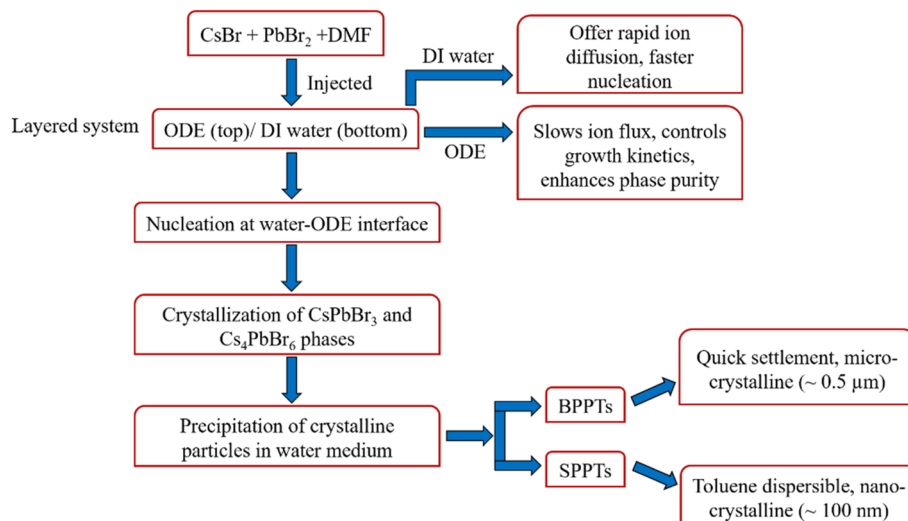 CsBr + PbBr₂ +DMF
Injected
DI water
Offer rapid ion
diffusion, faster
nucleation
Layered system
ODE (top)/ DI water (bottom)
ODE
Slows ion flux, controls
growth kinetics,
enhances phase purity
Nucleation at water-ODE interface
Crystallization of CsPbBr₃ and
Cs₄PbBr₆ phases
Precipitation of crystalline
particles in water medium
BPPTs
Quick settlement, micro-
crystalline (~ 0.5 µm)
SPPTs
Toluene dispersible, nano-
crystalline (~ 100 nm)